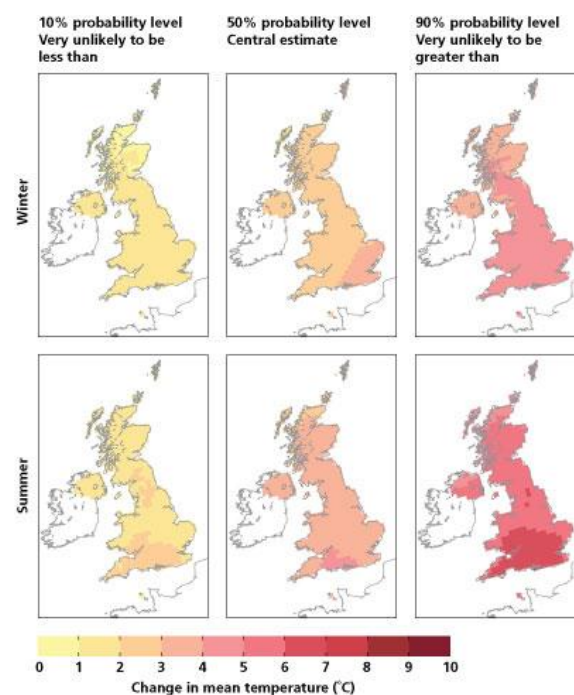 10% probability level
Very unlikely to be
less than
50% probability level
Central estimate
90% probability level
Very unlikely to be
greater than
Winter
Summer
0 1 2 3 4 5 6 7 8 9 10
Change in mean temperature (˚C)